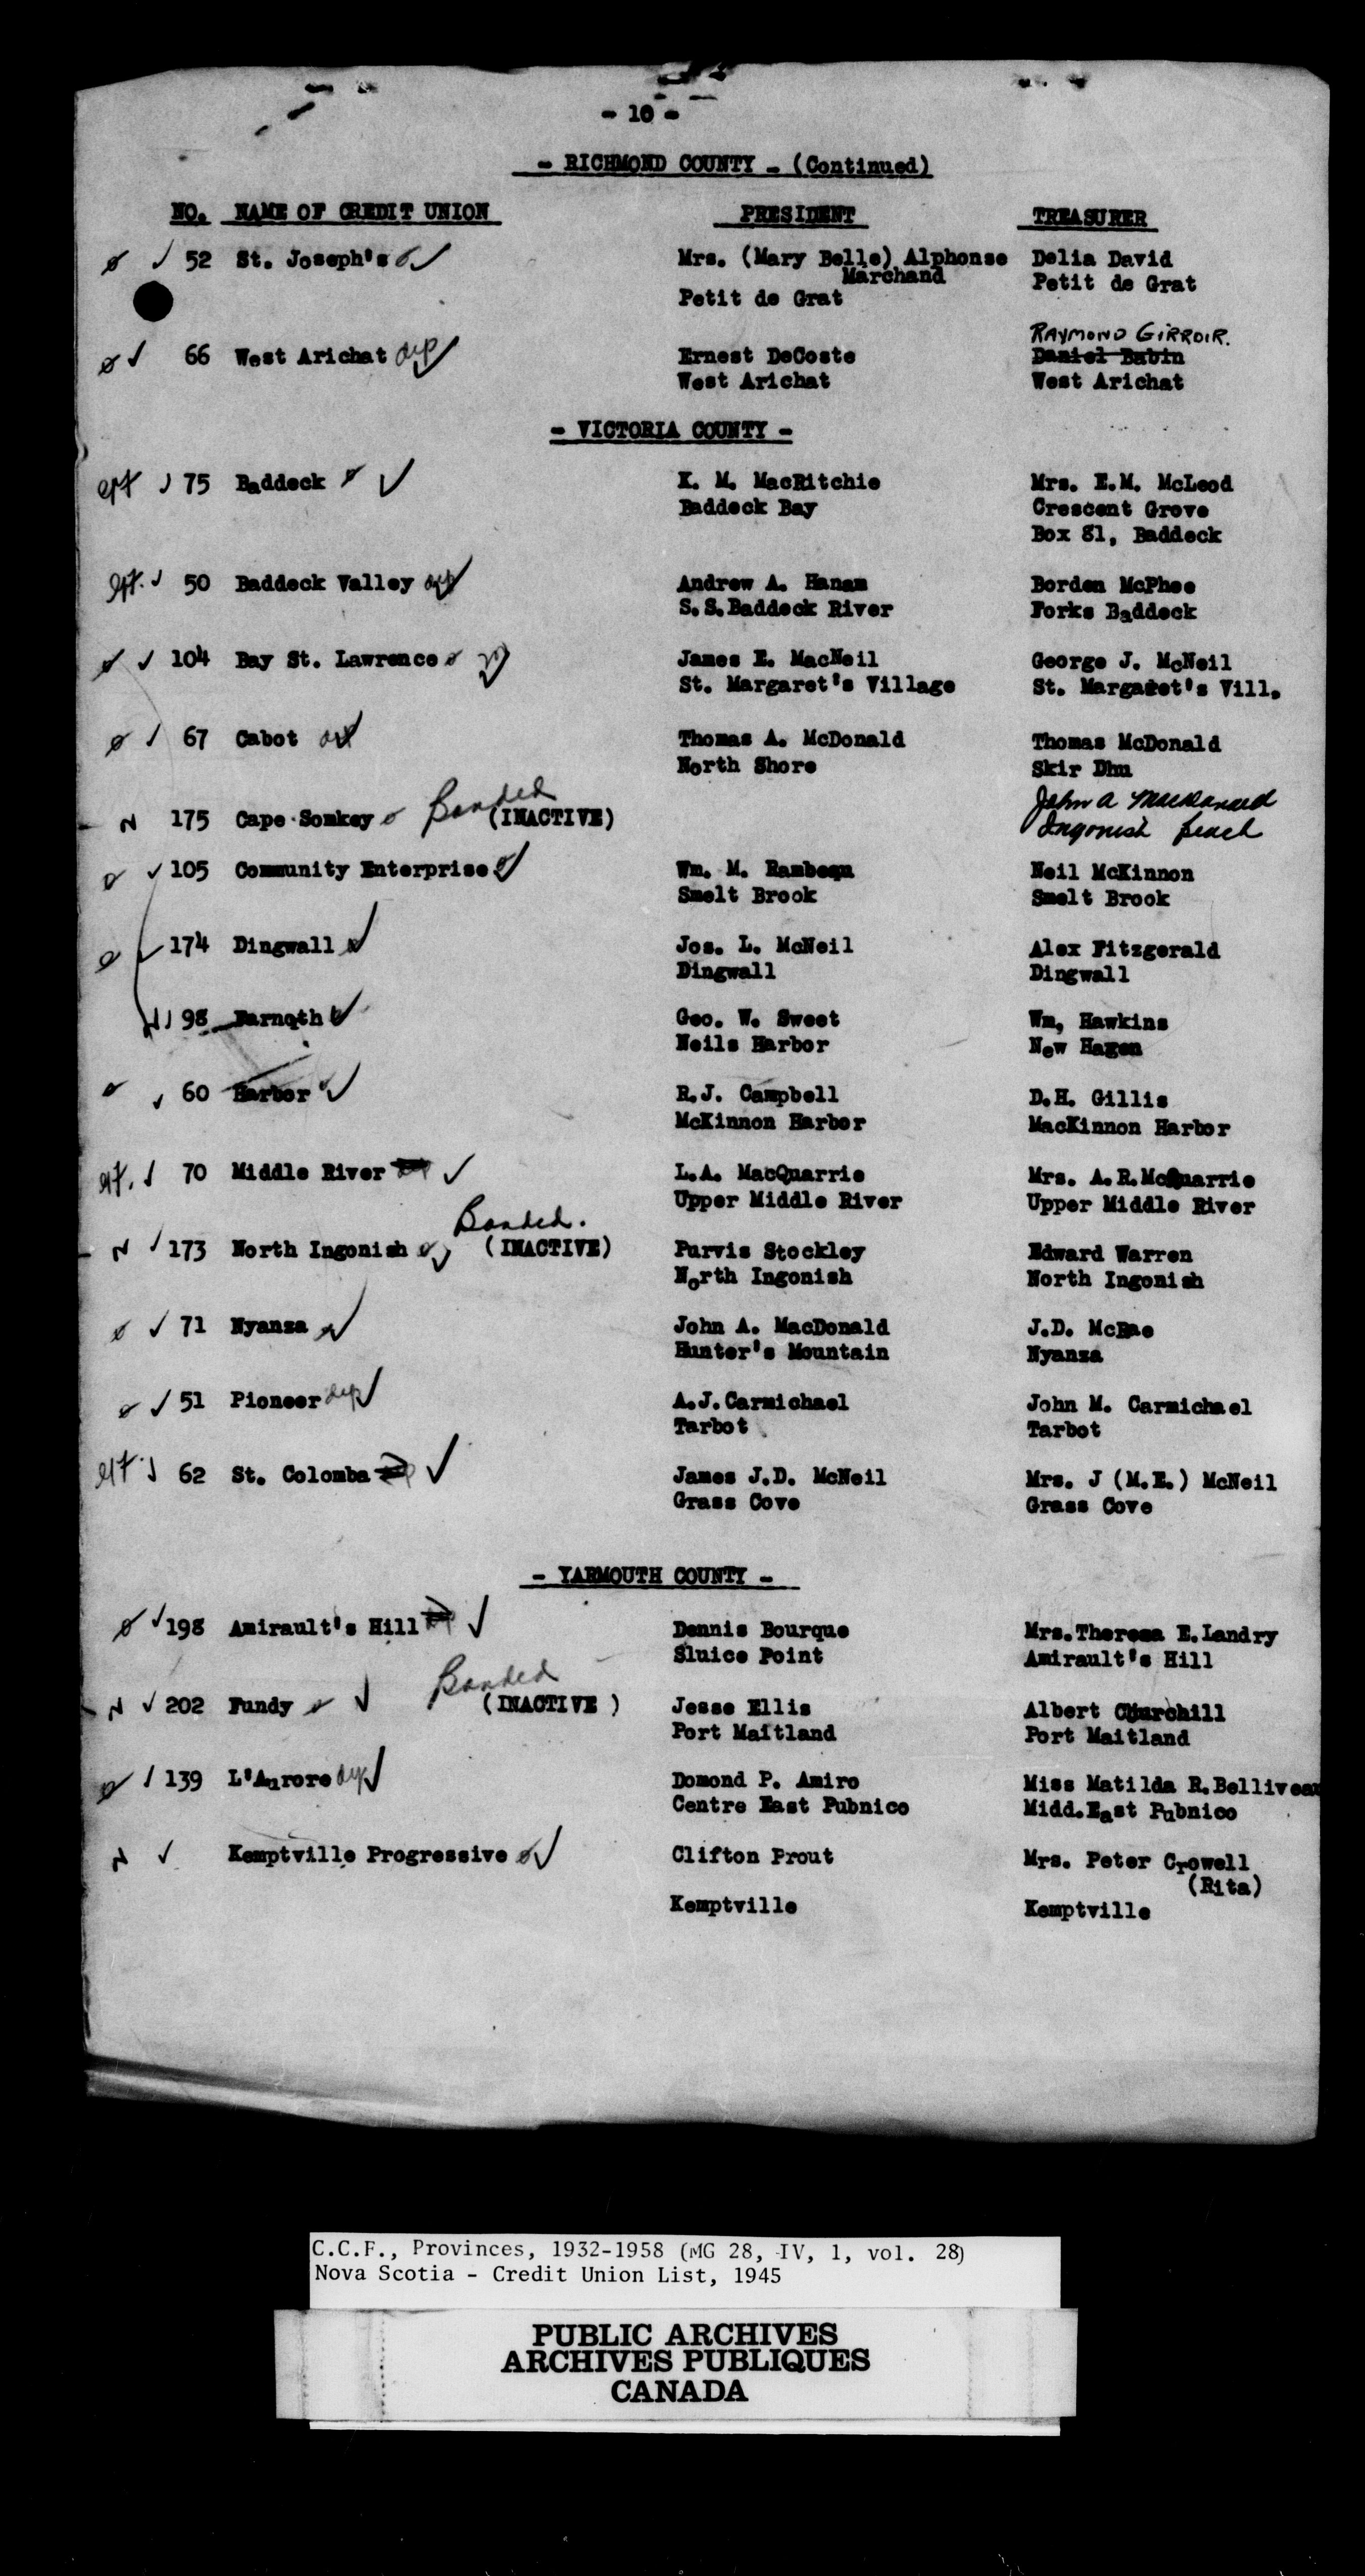 - 10 -
- RICHMOND COUNTY - (Continued)
NO. NAME OF CREDIT UNION PRESIDENT TREASURER
52 St. Joseph's Mrs. (Mary Belle) Alphonse Delia David
Marchand Petit de Grat
Petit de Grat
RAYMOND GIRROIR.
66 West Arichat Ernest DeCoste Daniel Babin
West Arichat West Arichat
- VICTORIA COUNTY -
75 Baddeck K. M. MacRitchie Mrs. E.M. McLeod
Baddeck Bay Crescent Grove
Box 81, Baddeck
50 Baddeck Valley Andrew A. Hanam Borden McPhee
S.S.Baddeck River Forks Baddeck
104 Bay St. Lawrence James E. MacNeil George J. McNeil
St. Margaret's Village St. Margaret's Vill.
67 Cabot Thomas A. McDonald Thomas McDonald
North Shore Skir Dhu
Bonded John A
N 175 Cape Somkey (INACTIVE) Ingonish beach
105 Community Enterprise Wm. M. Neil McKinnon
Smelt Brook Smelt Brook
174 Dingwall Jos. L. McNeil Alex Fitzgerald
Dingwall Dingwall
98 Geo. W. Sweet Wm, Hawkins
Neils Harbor New
60 Harbor R.J. Campbell D.H. Gillis
McKinnon Harbor MacKinnon Harbor
70 Middle River L.A. MacQuarrie Mrs. A.R.McQuarrie
Upper Middle River Upper Middle River
Bonded.
N 173 North Ingonish (INACTIVE) Purvis Stockley Edward Warren
North Ingonish North Ingonish
71 Nyanza John A. MacDonald J.D. McRae
Hunter's Mountain Nyanza
51 Pioneer A.J.Carmichael John M. Carmichael
Tarbot Tarbot
62 St. Colomba James J.D. McNeil Mrs. J (M.E.) McNeil
Grass Cove Grass Cove
- YARMOUTH COUNTY -
198 Amirault's Hill Dennis Bourque Mrs.Theresa E.Landry
Sluice Point Amirault's Hill
Bonded
N 202 Fundy (INACTIVE ) Jesse Ellis Albert Churchill
Port Maitland Port Maitland
139 L'Aurore Domond P. Amiro Miss Matilda R.Belliveau
Centre East Pubnico Midd.East Pubnico
N Kemptville Progressive Clifton Prout Mrs. Peter Crowell
(Rita)
Kemptville Kemptville
C.C.F., Provinces, 1932-1958 (MG 28, IV, 1, vol. 28)
Nova Scotia - Credit Union List, 1945
PUBLIC ARCHIVES
ARCHIVES PUBLIQUES
CANADA